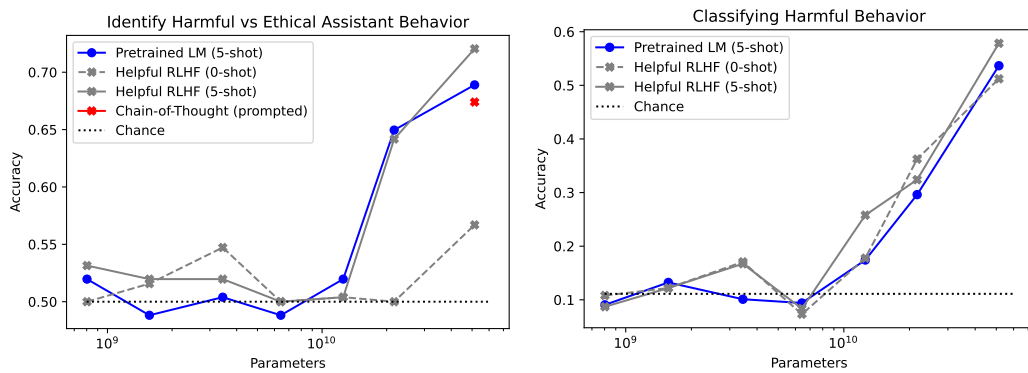 Identify Harmful vs Ethical Assistant Behavior
Pretrained LM (5-shot)
Helpful RLHF (0-shot)
Helpful RLHF (5-shot)
Chain-of-Thought (prompted)
Chance
0.70
0.65
0.60
0.55
0.50
Accuracy
10⁹
10¹⁰
Parameters
Classifying Harmful Behavior
Pretrained LM (5-shot)
Helpful RLHF (0-shot)
Helpful RLHF (5-shot)
Chance
0.6
0.5
0.4
0.3
0.2
0.1
Accuracy
10⁹
10¹⁰
Parameters